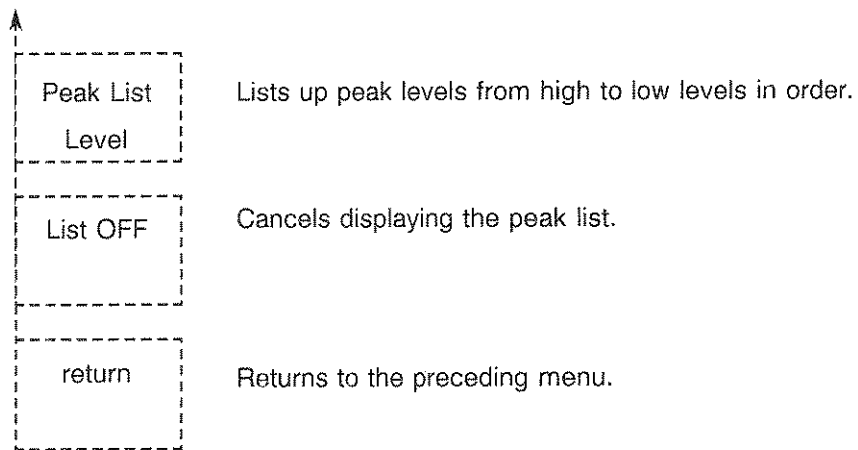 Peak List
Level
Lists up peak levels from high to low levels in order.
List OFF
Cancels displaying the peak list.
return
Returns to the preceding menu.